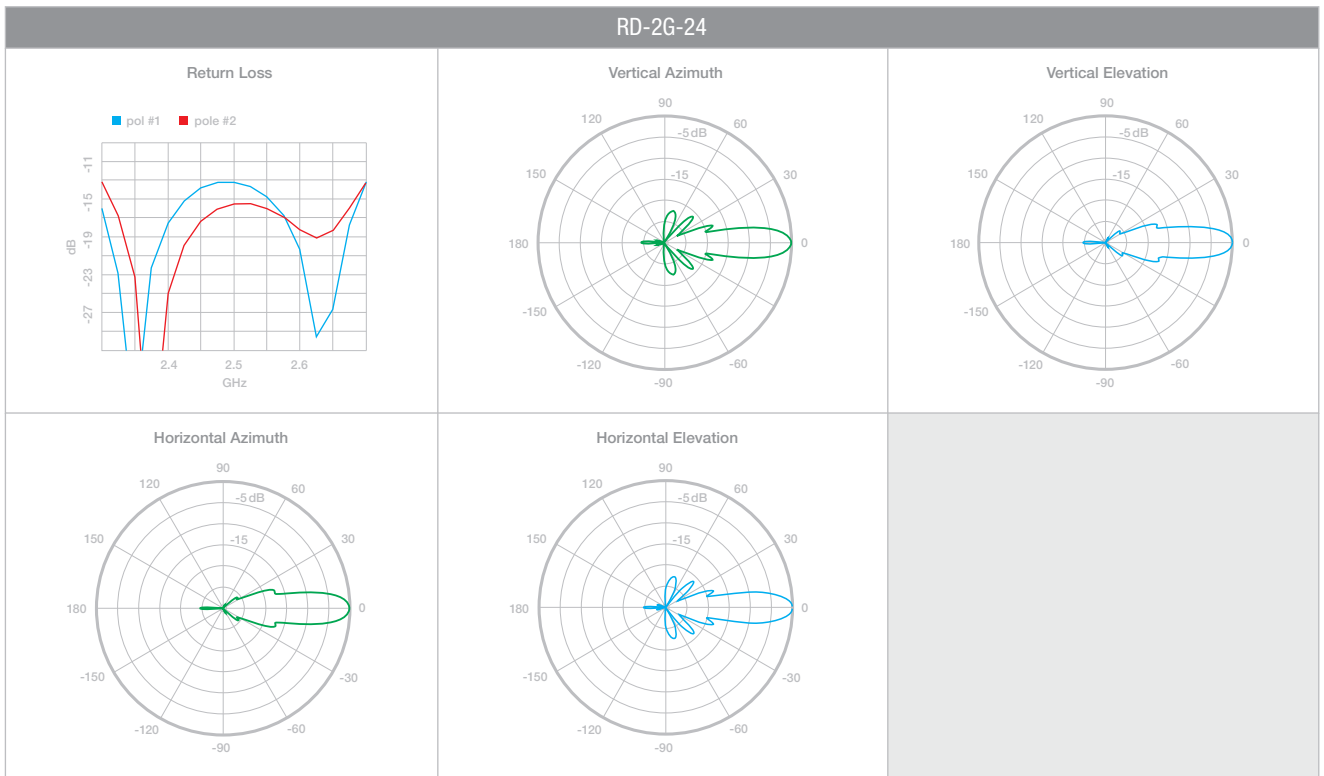 RD-2G-24
Return Loss
pol #1 pole #2
-11
-15
-19
-23
-27
dB
2.4 2.5 2.6
GHz
Vertical Azimuth
90
120 60
-5 dB
150 30
-15
180 0
-150
-120 -60
-90
Vertical Elevation
90
120 60
-5 dB
150 30
-15
180 0
-150
-120 -60
-90
Horizontal Azimuth
90
120 60
-5 dB
150 30
-15
180 0
-150 -30
-120 -60
-90
Horizontal Elevation
90
120 60
-5 dB
150 30
-15
180 0
-150 -30
-120 -60
-90